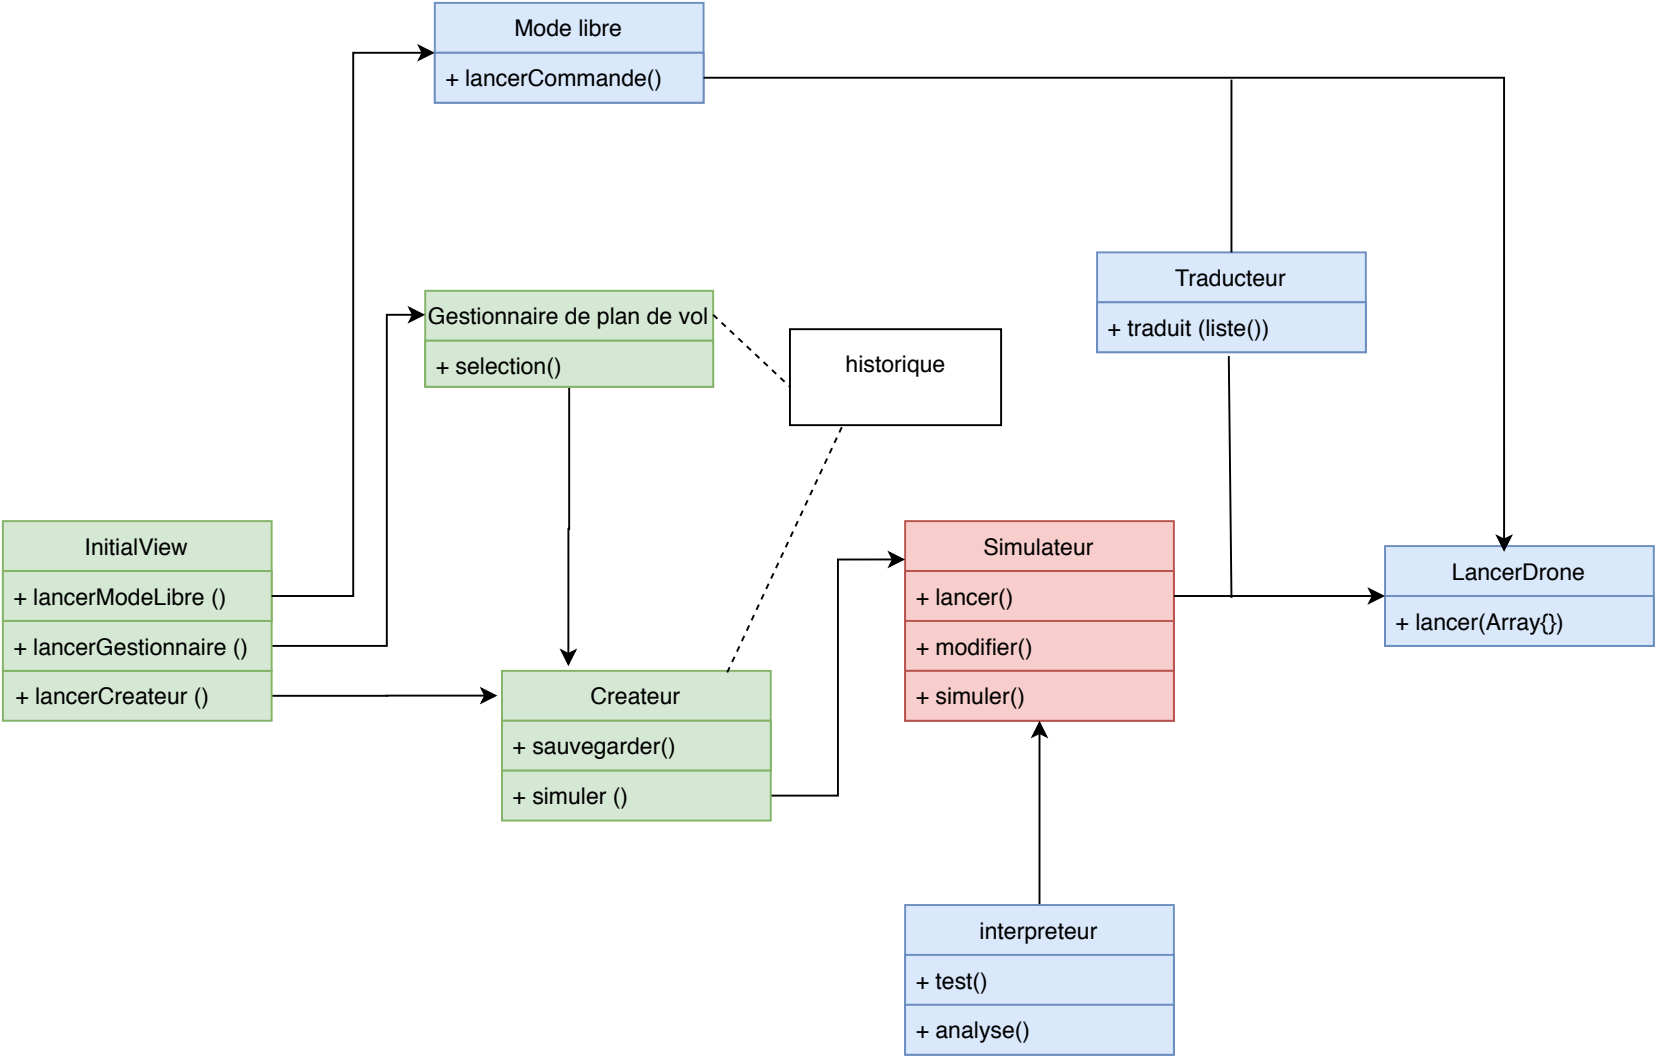 Mode libre
+ lancerCommande()
Traducteur
+ traduit (liste())
Gestionnaire de plan de vol
+ selection()
historique
InitialView
+ lancerModeLibre ()
+ lancerGestionnaire ()
+ lancerCreateur ()
Simulateur
+ lancer()
+ modifier()
+ simuler()
LancerDrone
+ lancer(Array{})
Createur
+ sauvegarder()
+ simuler ()
interpreteur
+ test()
+ analyse()